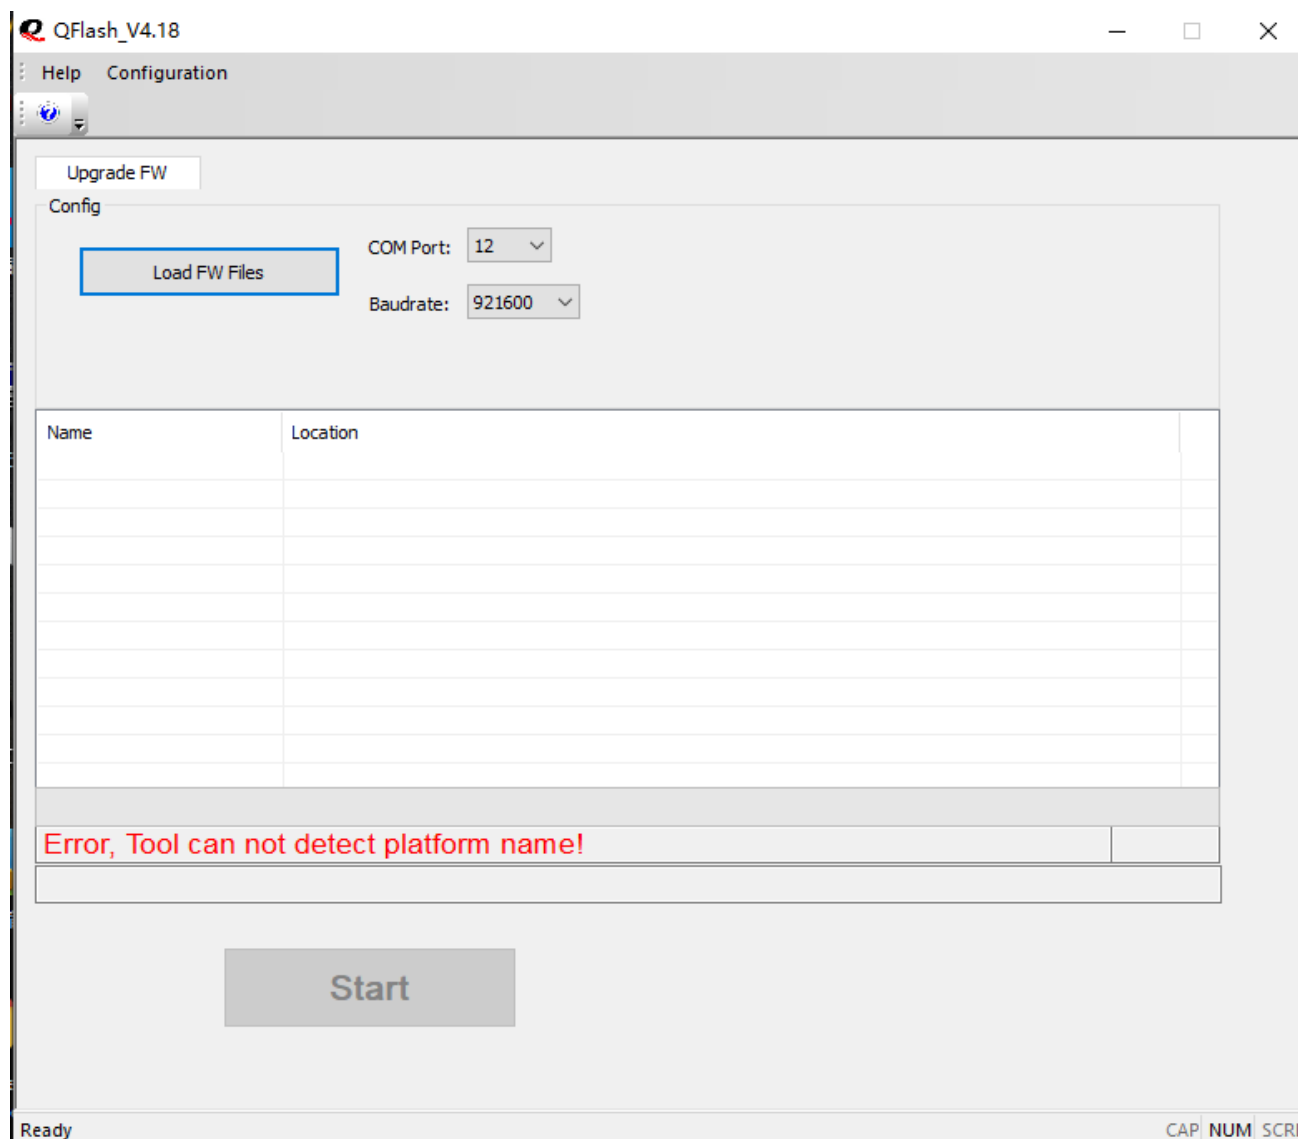 QFlash_V4.18
Help Configuration
Upgrade FW
Config
Load FW Files
COM Port: 12
Baudrate: 921600
Name Location
Error, Tool can not detect platform name!
Start
Ready CAP NUM SCRL